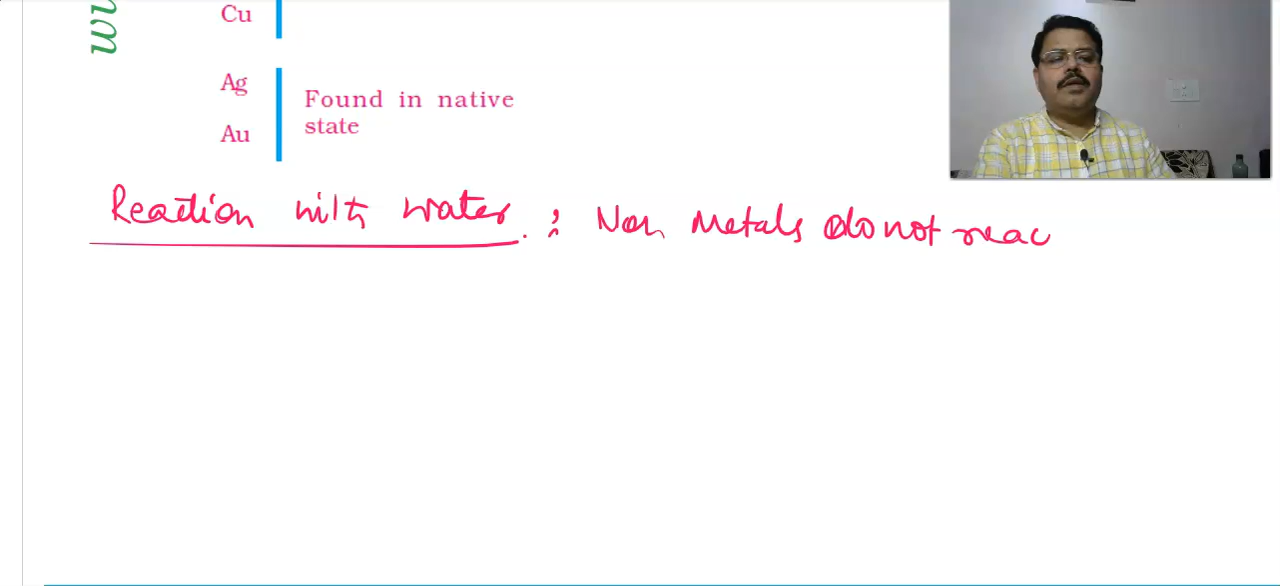 w
Cu
Ag
Found in native
state
Au
Reaction with water : Non Metals do not reac